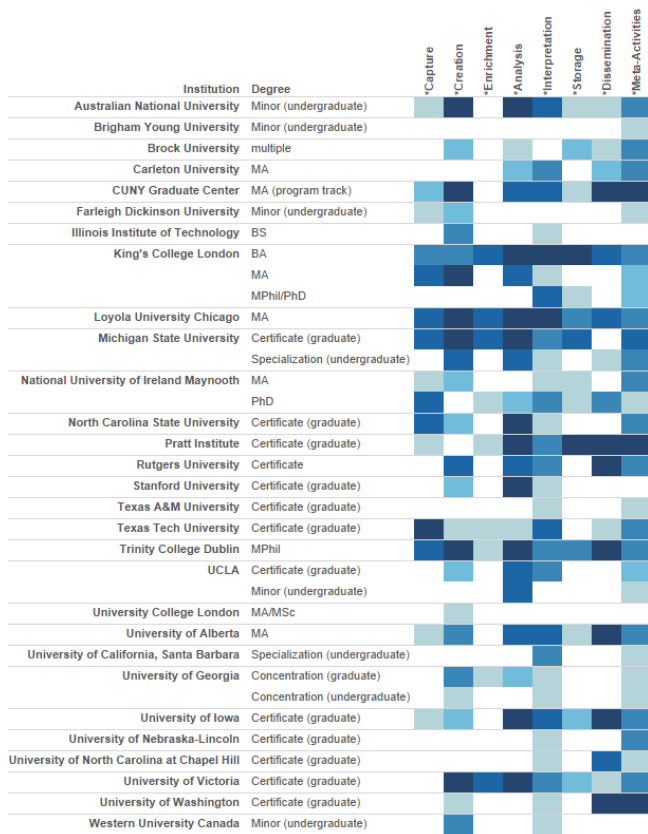 *Capture *Creation *Enrichment *Analysis *Interpretation *Storage *Dissemination *Meta-Activities
Institution Degree
Australian National University Minor (undergraduate)
Brigham Young University Minor (undergraduate)
Brock University multiple
Carleton University MA
CUNY Graduate Center MA (program track)
Farleigh Dickinson University Minor (undergraduate)
Illinois Institute of Technology BS
King's College London BA
MA
MPhil/PhD
Loyola University Chicago MA
Michigan State University Certificate (graduate)
Specialization (undergraduate)
National University of Ireland Maynooth MA
PhD
North Carolina State University Certificate (graduate)
Pratt Institute Certificate (graduate)
Rutgers University Certificate
Stanford University Certificate (graduate)
Texas A&M University Certificate (graduate)
Texas Tech University Certificate (graduate)
Trinity College Dublin MPhil
UCLA Certificate (graduate)
Minor (undergraduate)
University College London MA/MSc
University of Alberta MA
University of California, Santa Barbara Specialization (undergraduate)
University of Georgia Concentration (graduate)
Concentration (undergraduate)
University of Iowa Certificate (graduate)
University of Nebraska-Lincoln Certificate (graduate)
University of North Carolina at Chapel Hill Certificate (graduate)
University of Victoria Certificate (graduate)
University of Washington Certificate (graduate)
Western University Canada Minor (undergraduate)